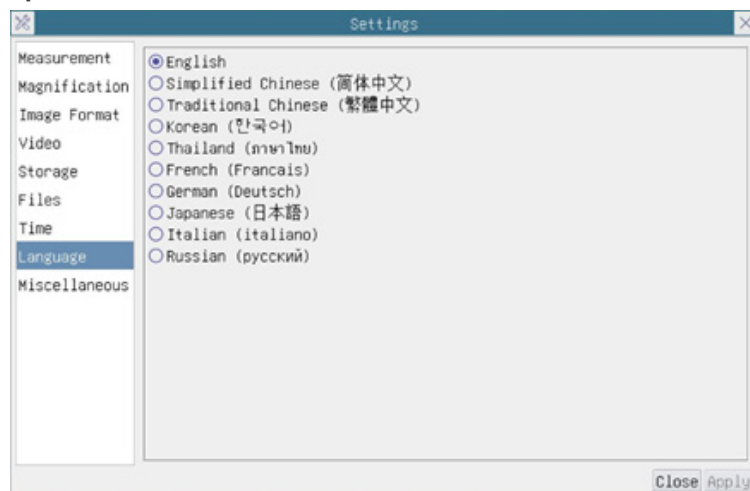 Settings
Measurement
Magnification
Image Format
Video
Storage
Files
Time
Language
Miscellaneous
English
Simplified Chinese (简体中文)
Traditional Chinese (繁體中文)
Korean (한국어)
Thailand (ภาษาไทย)
French (Francais)
German (Deutsch)
Japanese (日本語)
Italian (italiano)
Russian (русский)
Close Apply